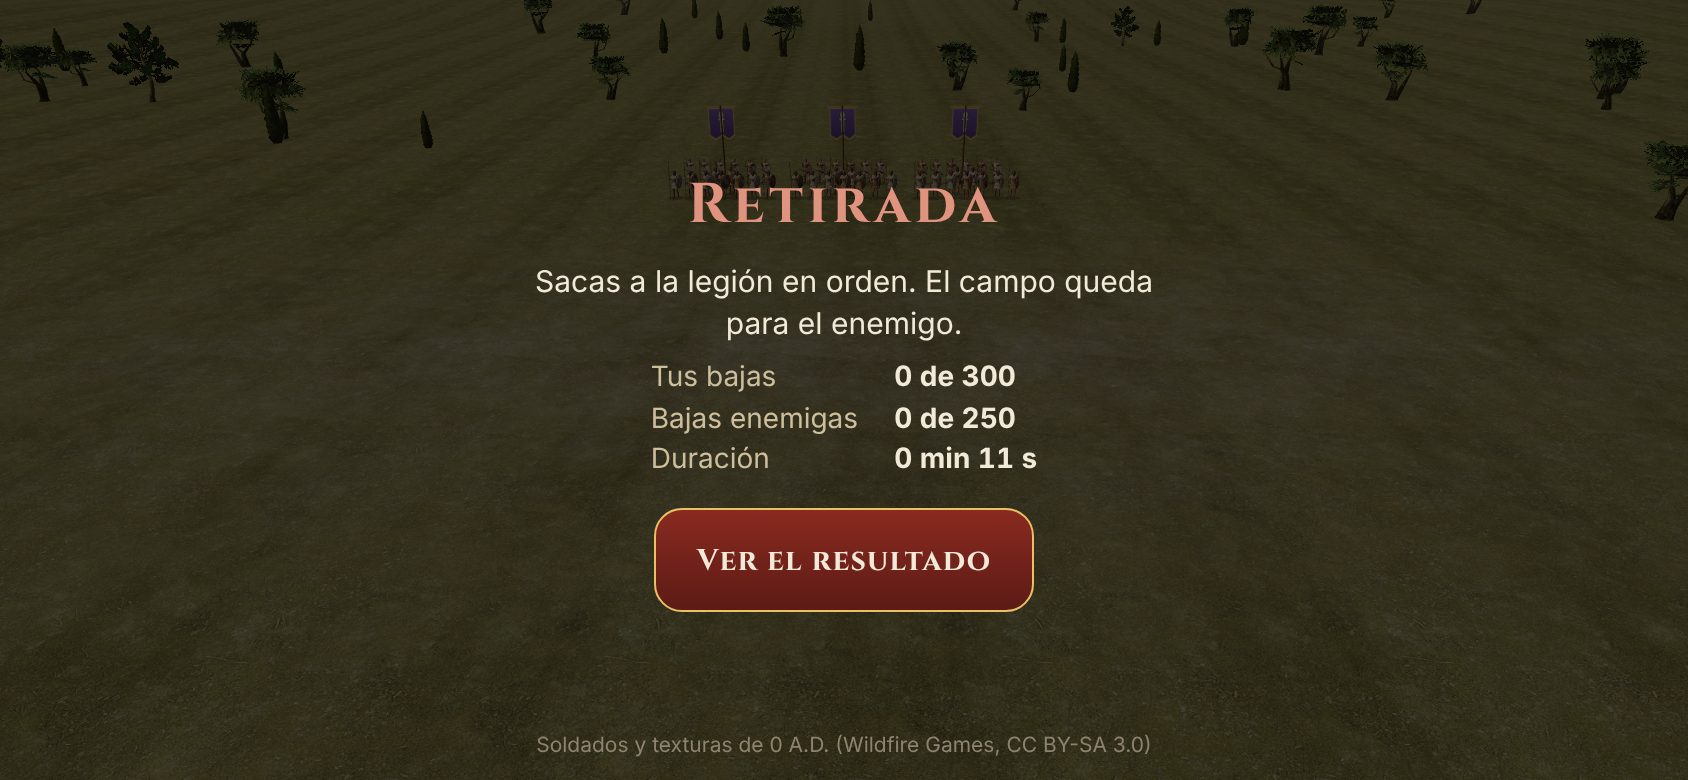 Retirada
Sacas a la legión en orden. El campo queda
para el enemigo.
Tus bajas 0 de 300
Bajas enemigas 0 de 250
Duración 0 min 11 s
Ver el resultado
Soldados y texturas de 0 A.D. (Wildfire Games, CC BY-SA 3.0)